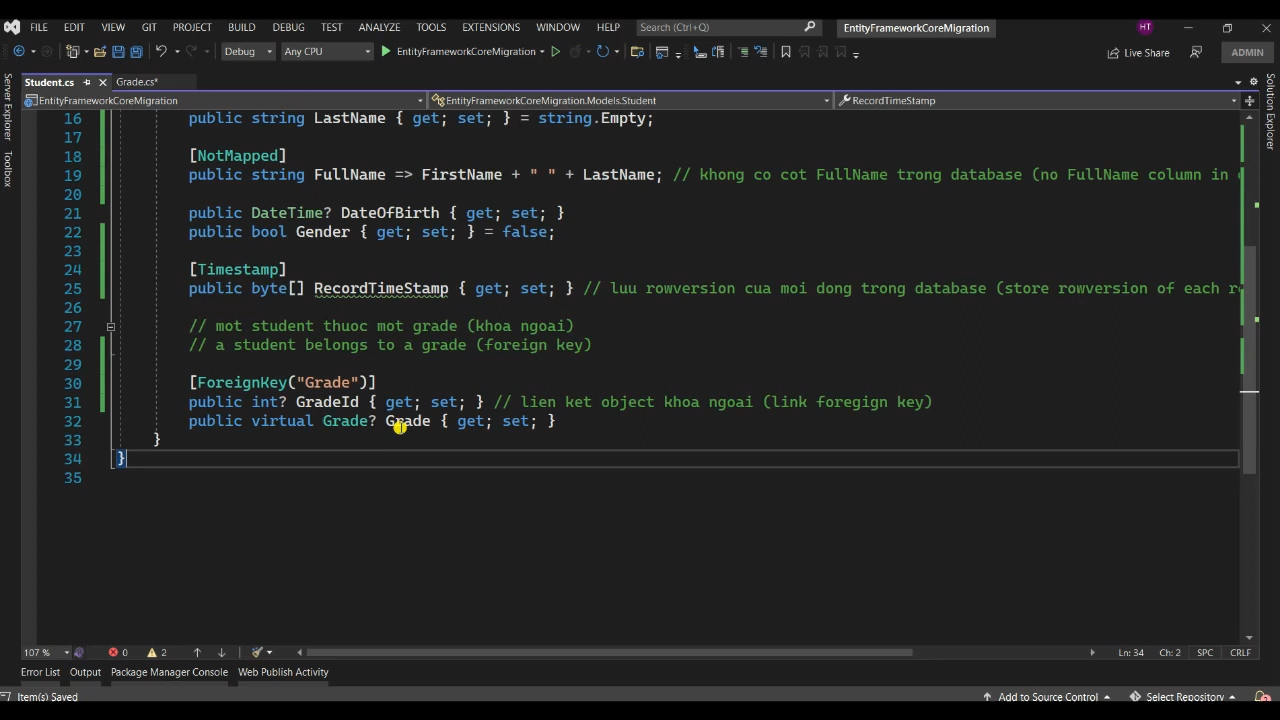 FILE EDIT VIEW GIT PROJECT BUILD DEBUG TEST ANALYZE TOOLS EXTENSIONS WINDOW HELP Search (Ctrl+Q) EntityFrameworkCoreMigration HT
Debug Any CPU EntityFrameworkCoreMigration Live Share ADMIN
Server Explorer
Toolbox
Student.cs Grade.cs*
Solution Explorer
EntityFrameworkCoreMigration EntityFrameworkCoreMigration.Models.Student RecordTimeStamp
16 public string LastName { get; set; } = string.Empty;
17
18 [NotMapped]
19 public string FullName => FirstName + " " + LastName; // khong co cot FullName trong database (no FullName column in
20
21 public DateTime? DateOfBirth { get; set; }
22 public bool Gender { get; set; } = false;
23
24 [Timestamp]
25 public byte[] RecordTimeStamp { get; set; } // luu rowversion cua moi dong trong database (store rowversion of each
26
27 // mot student thuoc mot grade (khoa ngoai)
28 // a student belongs to a grade (foreign key)
29
30 [ForeignKey("Grade")]
31 public int? GradeId { get; set; } // lien ket object khoa ngoai (link foregign key)
32 public virtual Grade? Grade { get; set; }
33 }
34 }
35
107 % 0 2 Ln: 34 Ch: 2 SPC CRLF
Error List Output Package Manager Console Web Publish Activity
Item(s) Saved Add to Source Control Select Repository